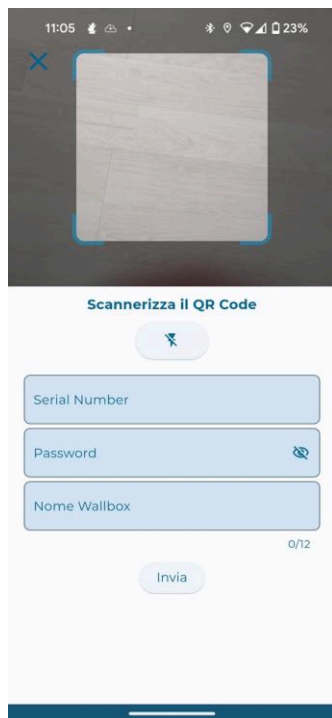 11:05 23%
Scannerizza il QR Code
Serial Number
Password
Nome Wallbox
0/12
Invia